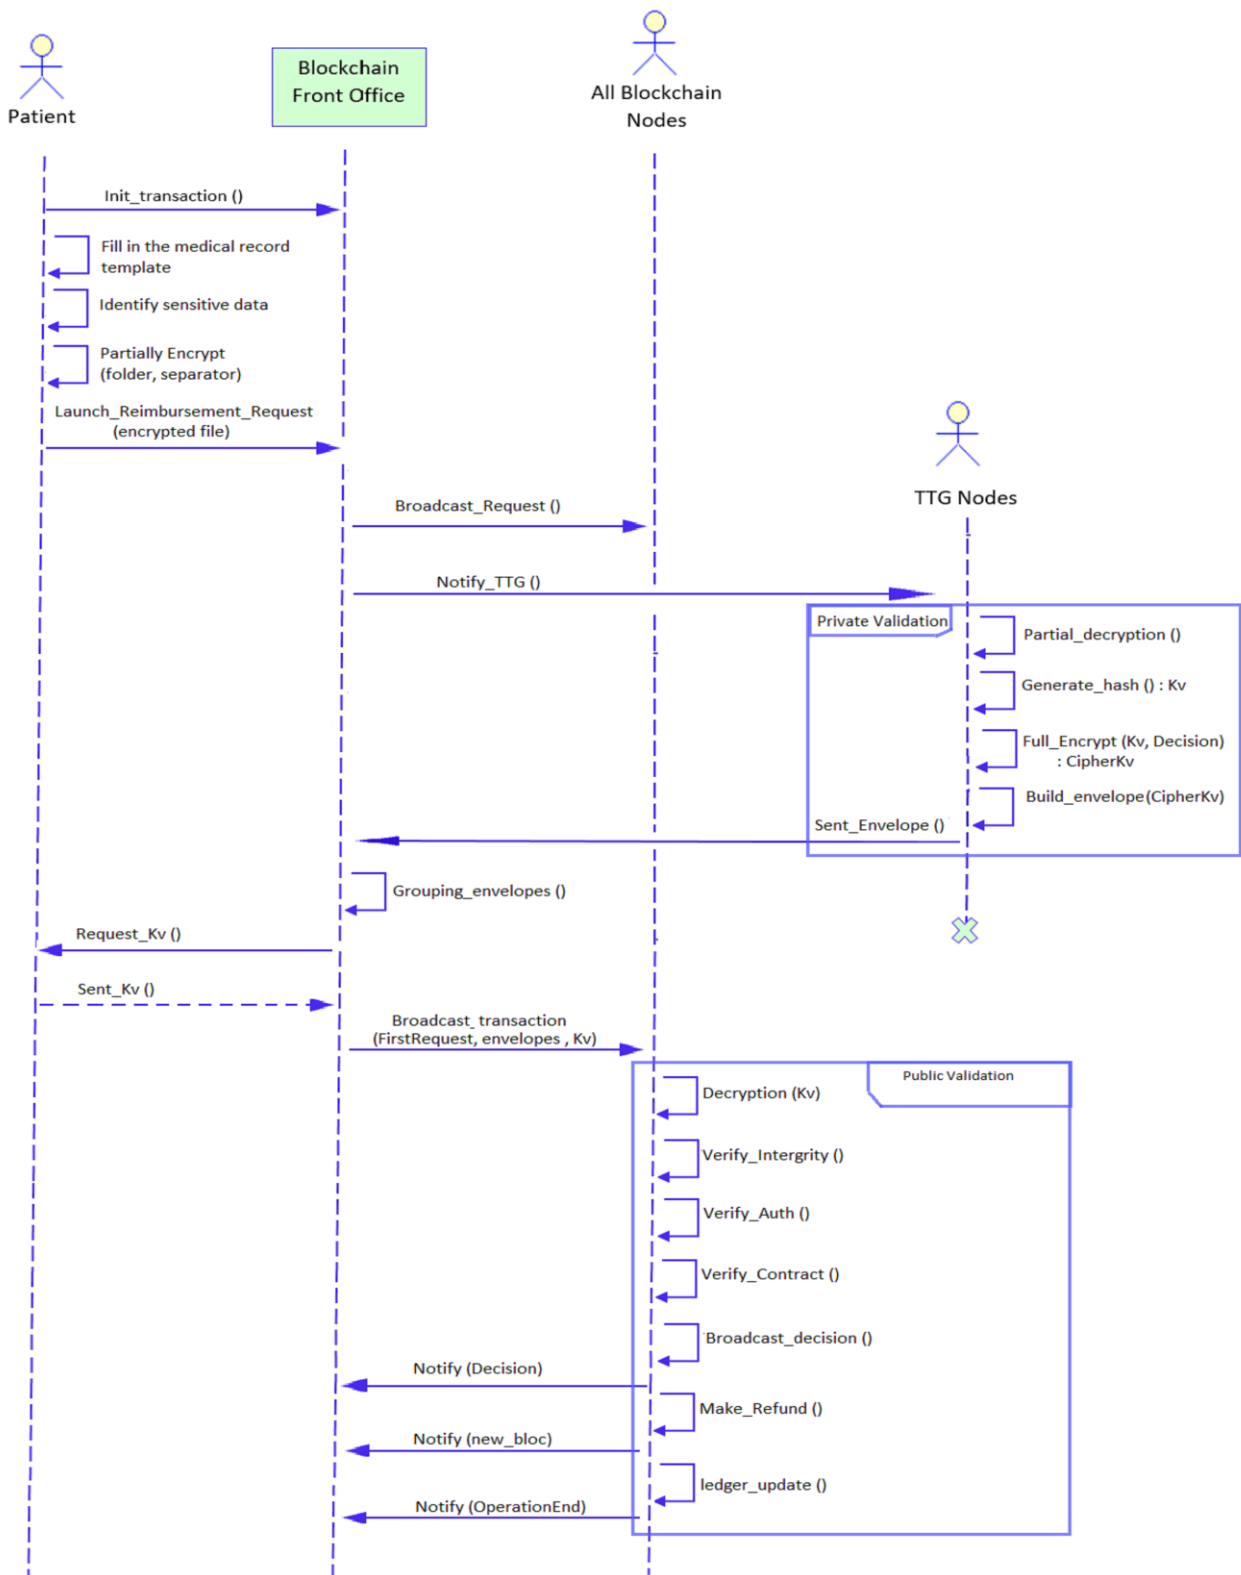 Patient
Blockchain
Front Office
All Blockchain
Nodes
Init_transaction ()
Fill in the medical record
template
Identify sensitive data
Partially Encrypt
(folder, separator)
Launch_Reimbursement_Request
(encrypted file)
TTG Nodes
Broadcast_Request ()
Notify_TTG ()
Private Validation
Partial_decryption ()
Generate_hash () : Kv
Full_Encrypt (Kv, Decision)
: CipherKv
Build_envelope(CipherKv)
Sent_Envelope ()
Grouping_envelopes ()
Request_Kv ()
Sent_Kv ()
Broadcast_transaction
(FirstRequest, envelopes , Kv)
Public Validation
Decryption (Kv)
Verify_Intergrity ()
Verify_Auth ()
Verify_Contract ()
Broadcast_decision ()
Notify (Decision)
Make_Refund ()
Notify (new_bloc)
ledger_update ()
Notify (OperationEnd)